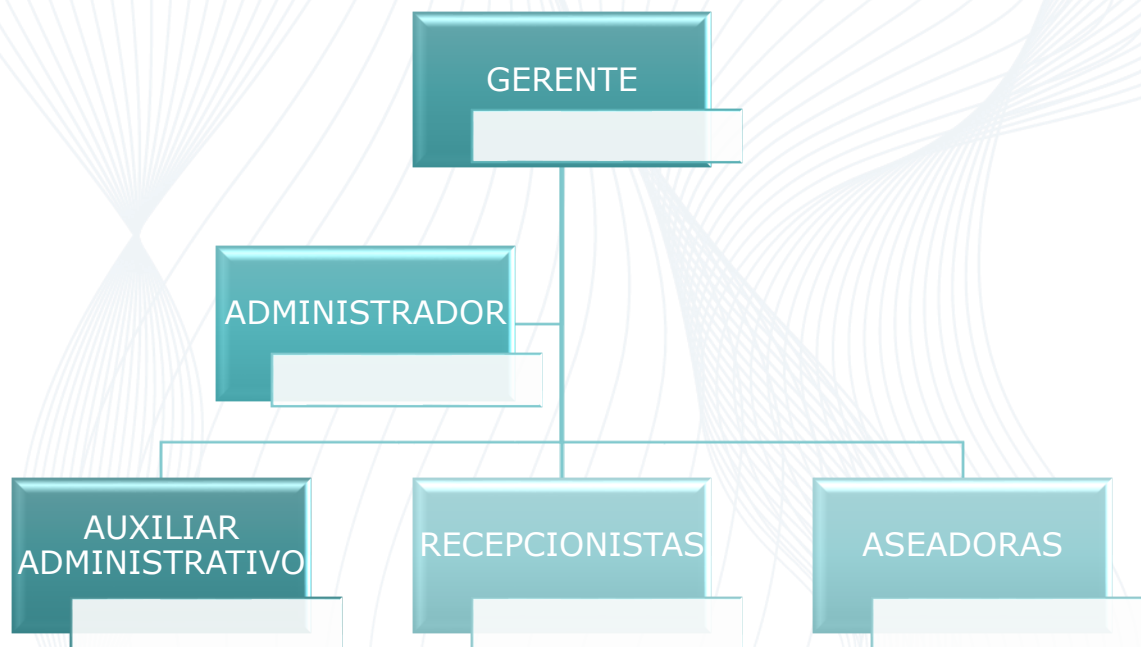 GERENTE
ADMINISTRADOR
AUXILIAR
ADMINISTRATIVO
RECEPCIONISTAS
ASEADORAS